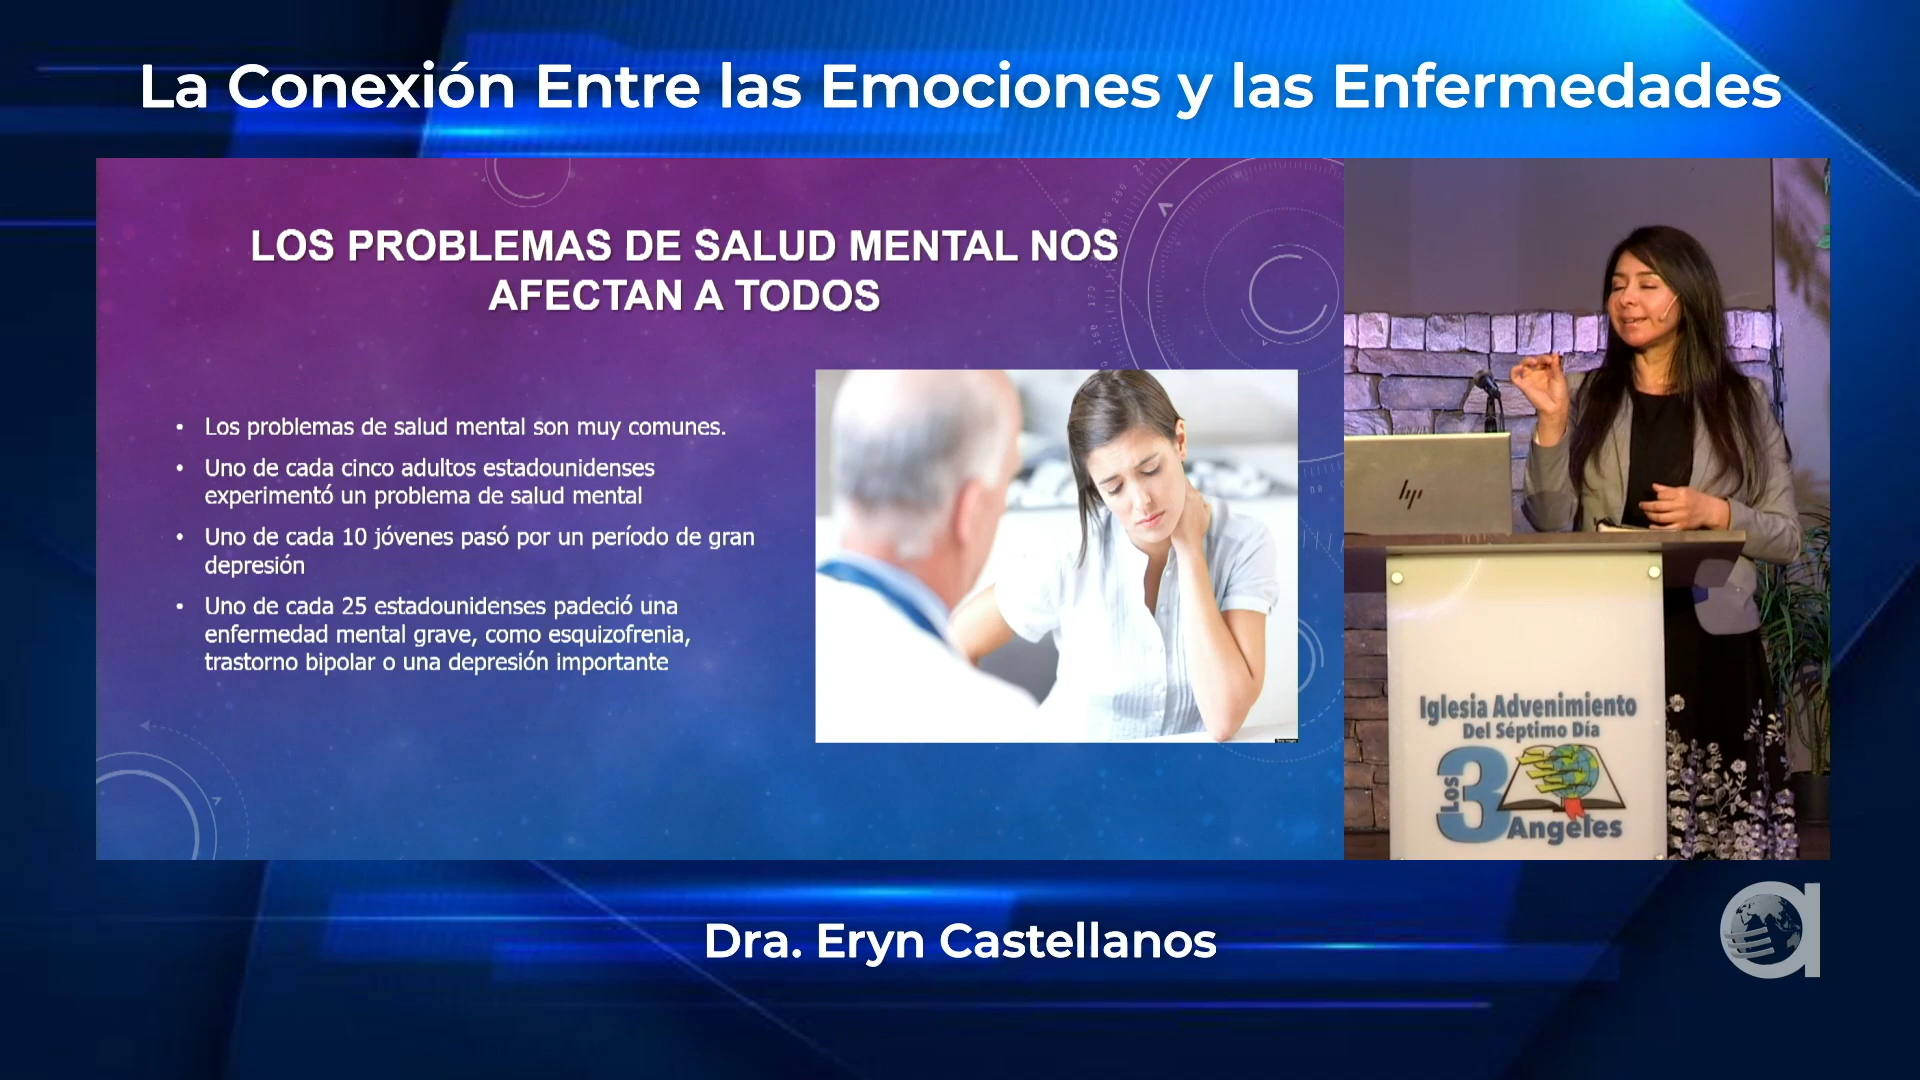 La Conexión Entre las Emociones y las Enfermedades
LOS PROBLEMAS DE SALUD MENTAL NOS
AFECTAN A TODOS
• Los problemas de salud mental son muy comunes.
• Uno de cada cinco adultos estadounidenses
experimentó un problema de salud mental
• Uno de cada 10 jóvenes pasó por un período de gran
depresión
• Uno de cada 25 estadounidenses padeció una
enfermedad mental grave, como esquizofrenia,
trastorno bipolar o una depresión importante
hp
Iglesia Advenimiento
Del Séptimo Día
Los 3
Angeles
Dra. Eryn Castellanos